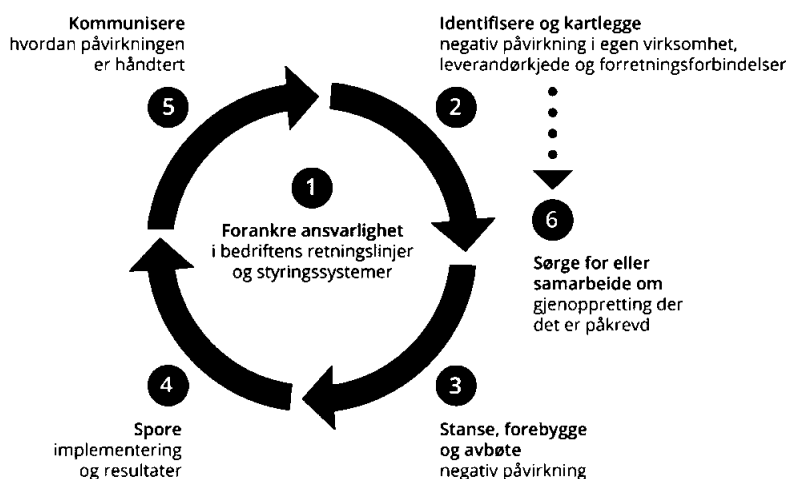 1
Forankre ansvarlighet
i bedriftens retningslinjer
og styringssystemer
2
Identifisere og kartlegge
negativ påvirkning i egen virksomhet,
leverandørkjede og forretningsforbindelser
3
Stanse, forebygge
og avbøte
negativ påvirkning
4
Spore
implementering
og resultater
5
Kommunisere
hvordan påvirkningen
er håndtert
6
Sørge for eller
samarbeide om
gjenoppretting der
det er påkrevd